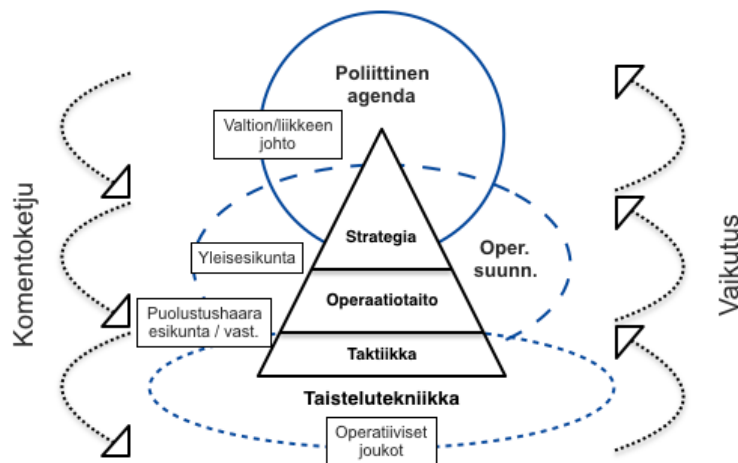 Poliittinen
agenda
Valtion/liikkeen
johto
Komentoketju
Vaikutus
Strategia
Oper.
suunn.
Yleisesikunta
Operaatiotaito
Puolustushaara
esikunta / vast.
Taktiikka
Taistelutekniikka
Operatiiviset
joukot